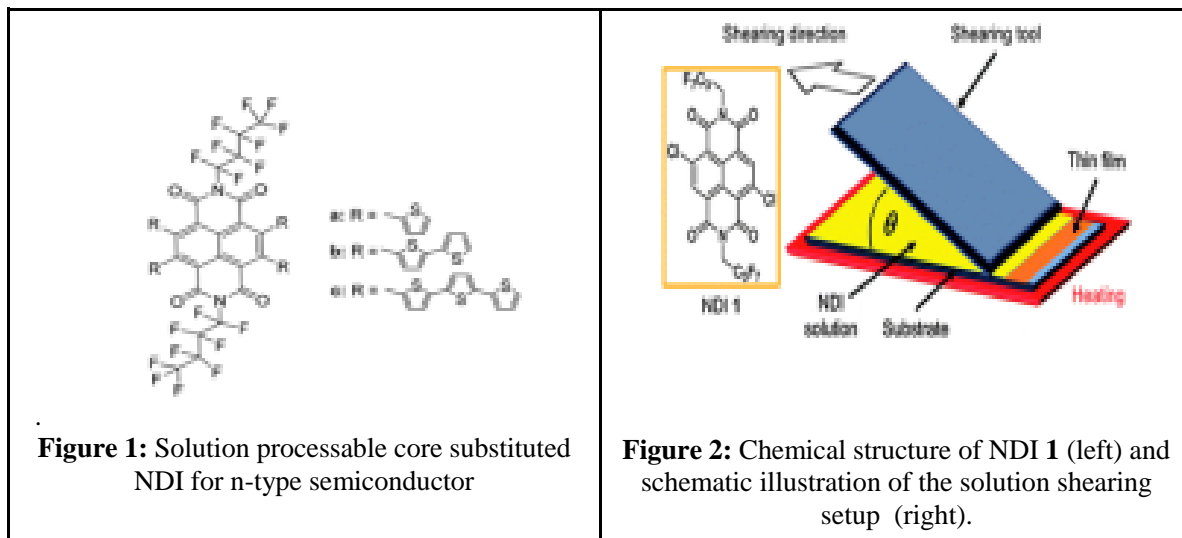 a: R =
b: R =
c: R =
.
Figure 1: Solution processable core substituted
NDI for n-type semiconductor
Shearing direction
Shearing tool
Thin film
θ
NDI 1
NDI
solution
Substrate
Heating
Figure 2: Chemical structure of NDI 1 (left) and
schematic illustration of the solution shearing
setup (right).